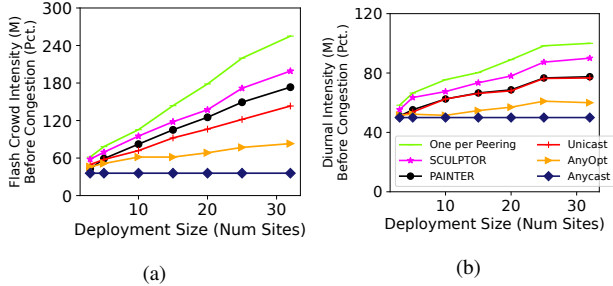 Flash Crowd Intensity (M)
Before Congestion (Pct.)
300
240
180
120
60
0
10
20
30
Deployment Size (Num Sites)
(a)
Diurnal Intensity (M)
Before Congestion (Pct.)
120
80
40
0
One per Peering
SCULPTOR
PAINTER
Unicast
AnyOpt
Anycast
10
20
30
Deployment Size (Num Sites)
(b)